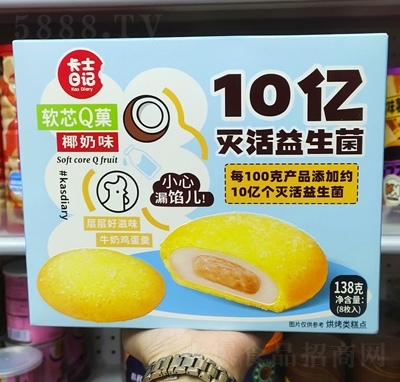 5888.TV
卡士
日记
Kas Diary
软芯Q菓
椰奶味
Soft core Q fruit
#kasdiary
10亿
灭活益生菌
每100克产品添加约
10亿个灭活益生菌
小心
漏馅儿!
层层好滋味
牛奶鸡蛋羹
138克
净含量:
(8枚入)
图片仅供参考 烘烤类糕点
食品招商网